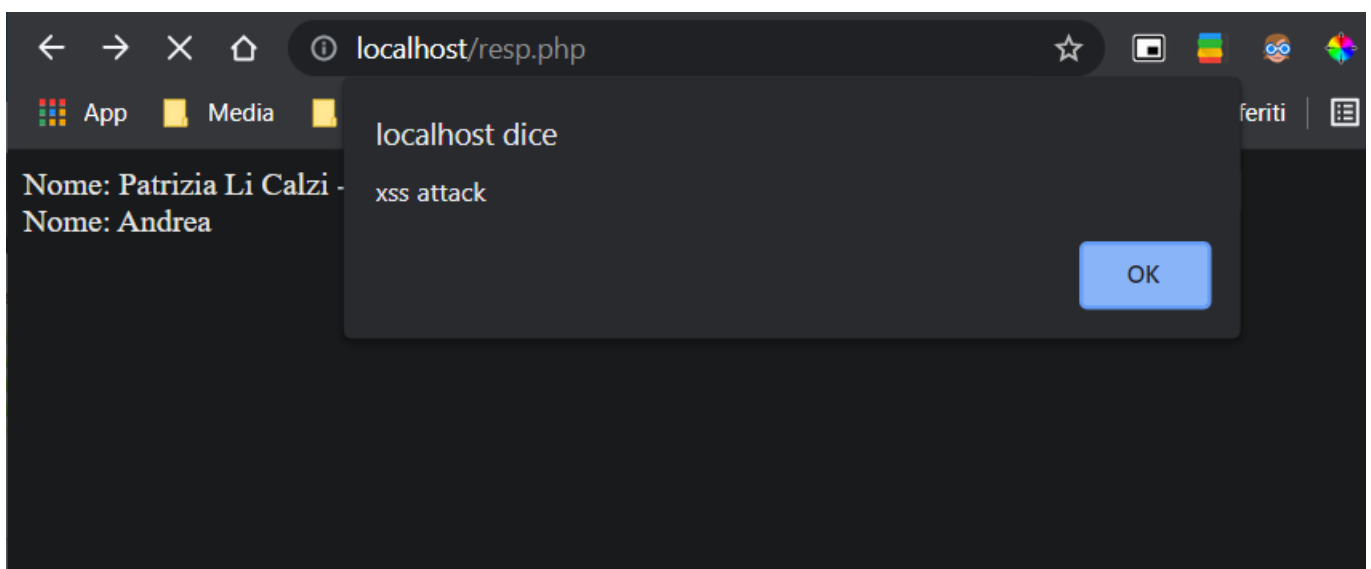 localhost/resp.php
App Media feriti
localhost dice
xss attack
OK
Nome: Patrizia Li Calzi -
Nome: Andrea